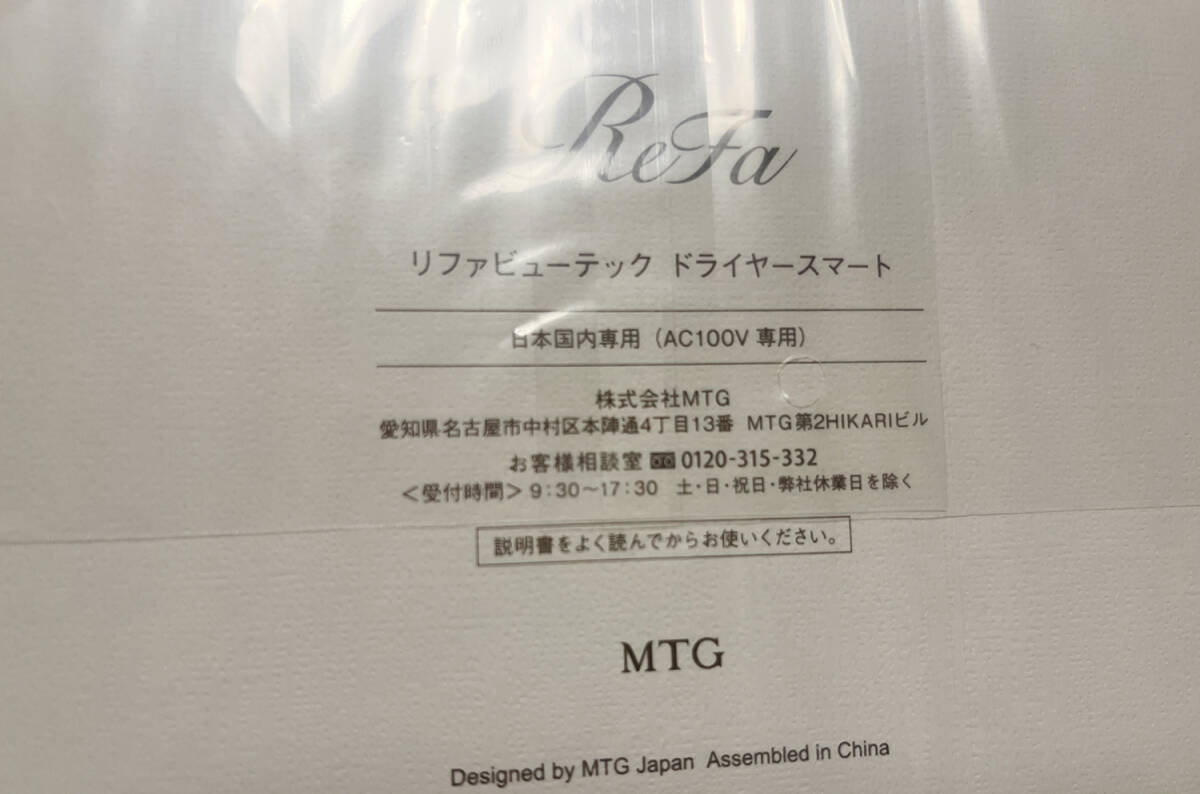 ReFa
リファビューテック ドライヤースマート
日本国内専用（AC100V 専用）
株式会社MTG
愛知県名古屋市中村区本陣通4丁目13番 MTG第2HIKARIビル
お客様相談室 0120-315-332
＜受付時間＞9:30〜17:30 土・日・祝日・弊社休業日を除く
説明書をよく読んでからお使いください。
MTG
Designed by MTG Japan Assembled in China